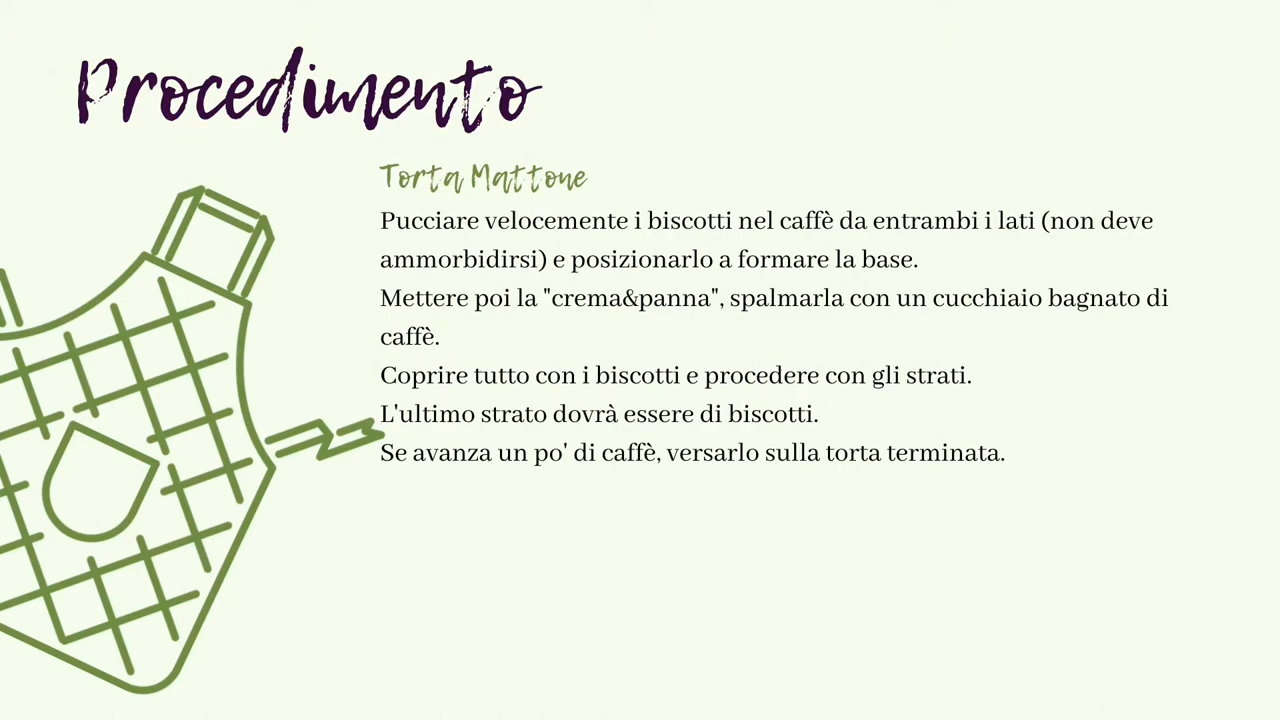 Procedimento
Torta Mattone
Pucciare velocemente i biscotti nel caffè da entrambi i lati (non deve
ammorbidirsi) e posizionarlo a formare la base.
Mettere poi la "crema&panna", spalmarla con un cucchiaio bagnato di
caffè.
Coprire tutto con i biscotti e procedere con gli strati.
L'ultimo strato dovrà essere di biscotti.
Se avanza un po' di caffè, versarlo sulla torta terminata.